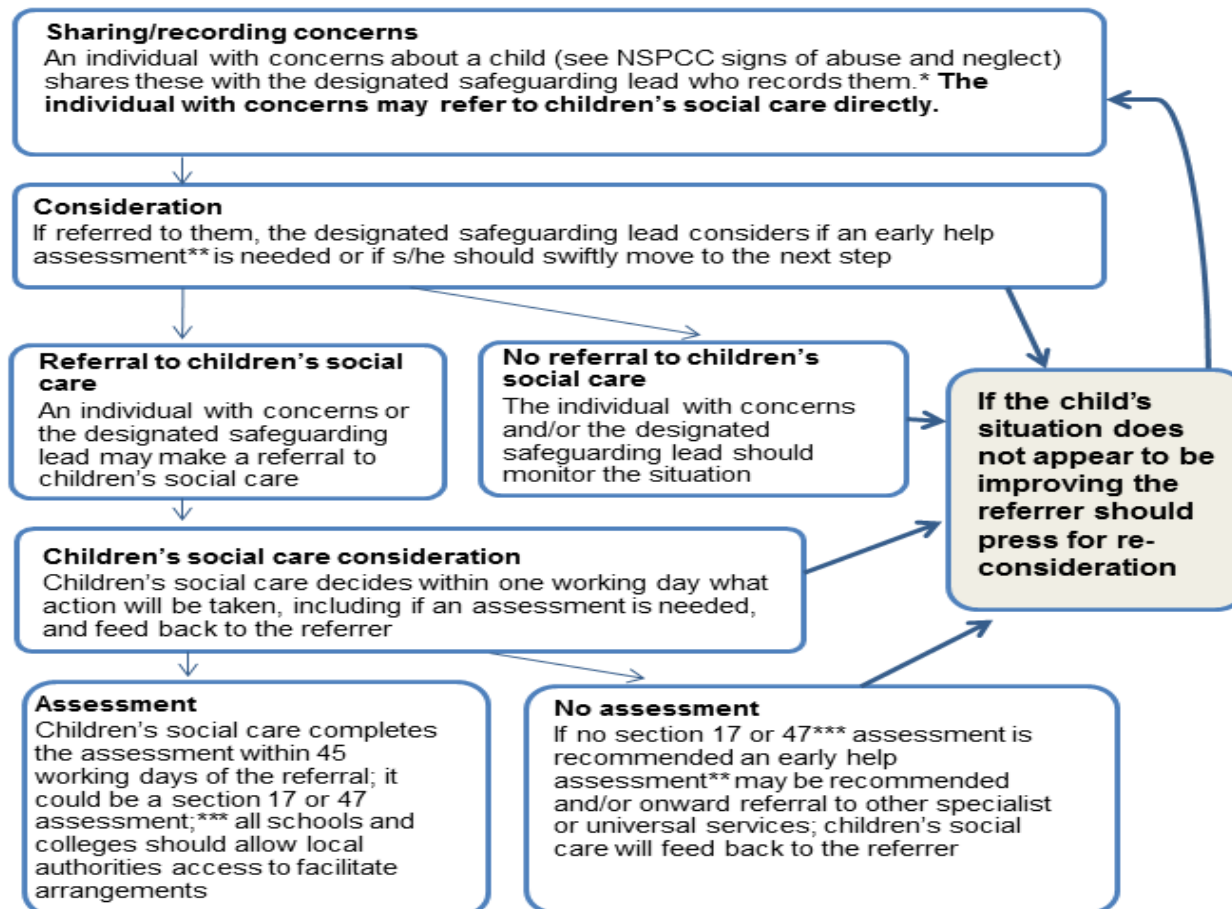 Sharing/recording concerns
An individual with concerns about a child (see NSPCC signs of abuse and neglect)
shares these with the designated safeguarding lead who records them.* The
individual with concerns may refer to children's social care directly.
Consideration
If referred to them, the designated safeguarding lead considers if an early help
assessment** is needed or if s/he should swiftly move to the next step
Referral to children's social
care
An individual with concerns or
the designated safeguarding
lead may make a referral to
children's social care
No referral to children's
social care
The individual with concerns
and/or the designated
safeguarding lead should
monitor the situation
If the child's
situation does
not appear to be
improving the
referrer should
press for re-
consideration
Children's social care consideration
Children's social care decides within one working day what
action will be taken, including if an assessment is needed,
and feed back to the referrer
Assessment
Children's social care completes
the assessment within 45
working days of the referral; it
could be a section 17 or 47
assessment;*** all schools and
colleges should allow local
authorities access to facilitate
arrangements
No assessment
If no section 17 or 47*** assessment is
recommended an early help
assessment** may be recommended
and/or onward referral to other specialist
or universal services; children's social
care will feed back to the referrer